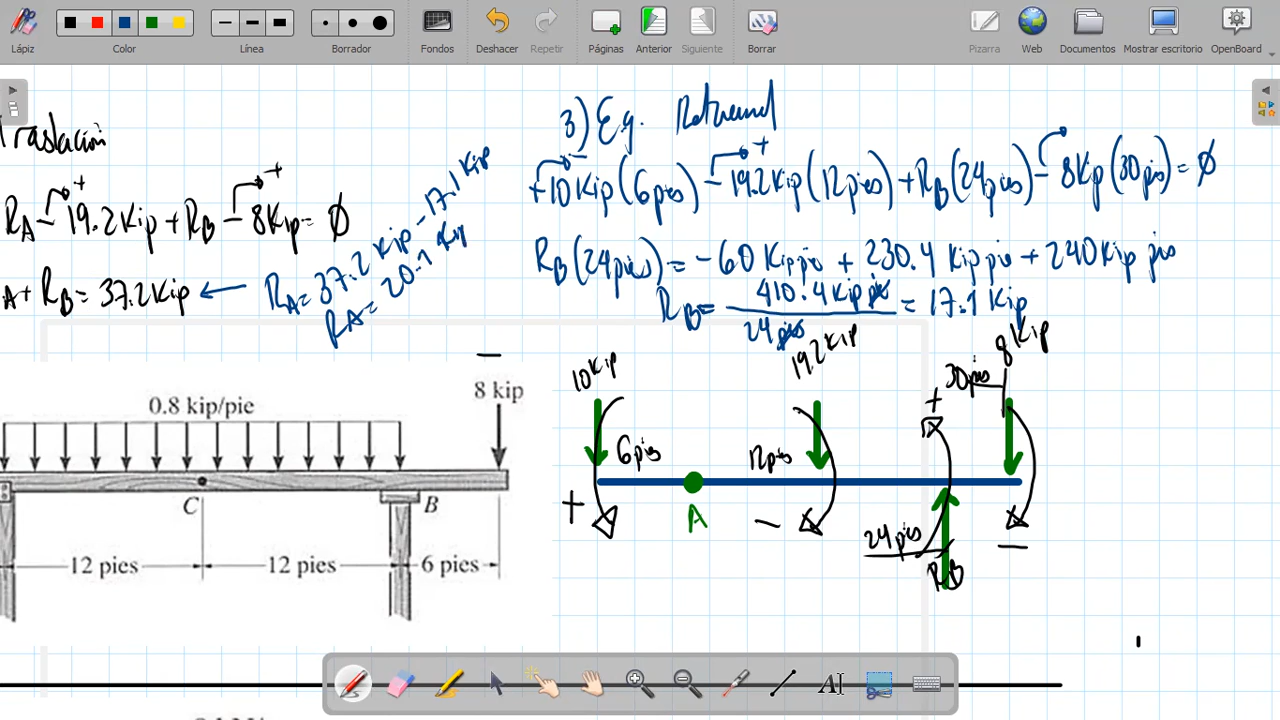 Lápiz Color Línea Borrador Fondos Deshacer Repetir Páginas Anterior Siguiente Borrar Pizarra Web Documentos Mostrar escritorio OpenBoard
Traslación
RA - 19.2 Kip + RB - 8 Kip = Ø
A + RB = 37.2 Kip
RA = 37.2 Kip - 17.1 Kip
RA = 20.1 Kip
3) Eq.
+10 Kip (6 pies) - 19.2 Kip (12 pies) + RB (24 pies) - 8 Kip (30 pies) = Ø
RB (24 pies) = -60 Kip pie + 230.4 Kip pie + 240 Kip pie
RB = 410.4 Kip pie / 24 pies = 17.1 Kip
0.8 kip/pie
8 kip
C
B
12 pies
12 pies
6 pies
10 Kip
19.2 Kip
30 pies
8 Kip
+
6 pies
12 pies
+
A
-
24 pies
RB
-